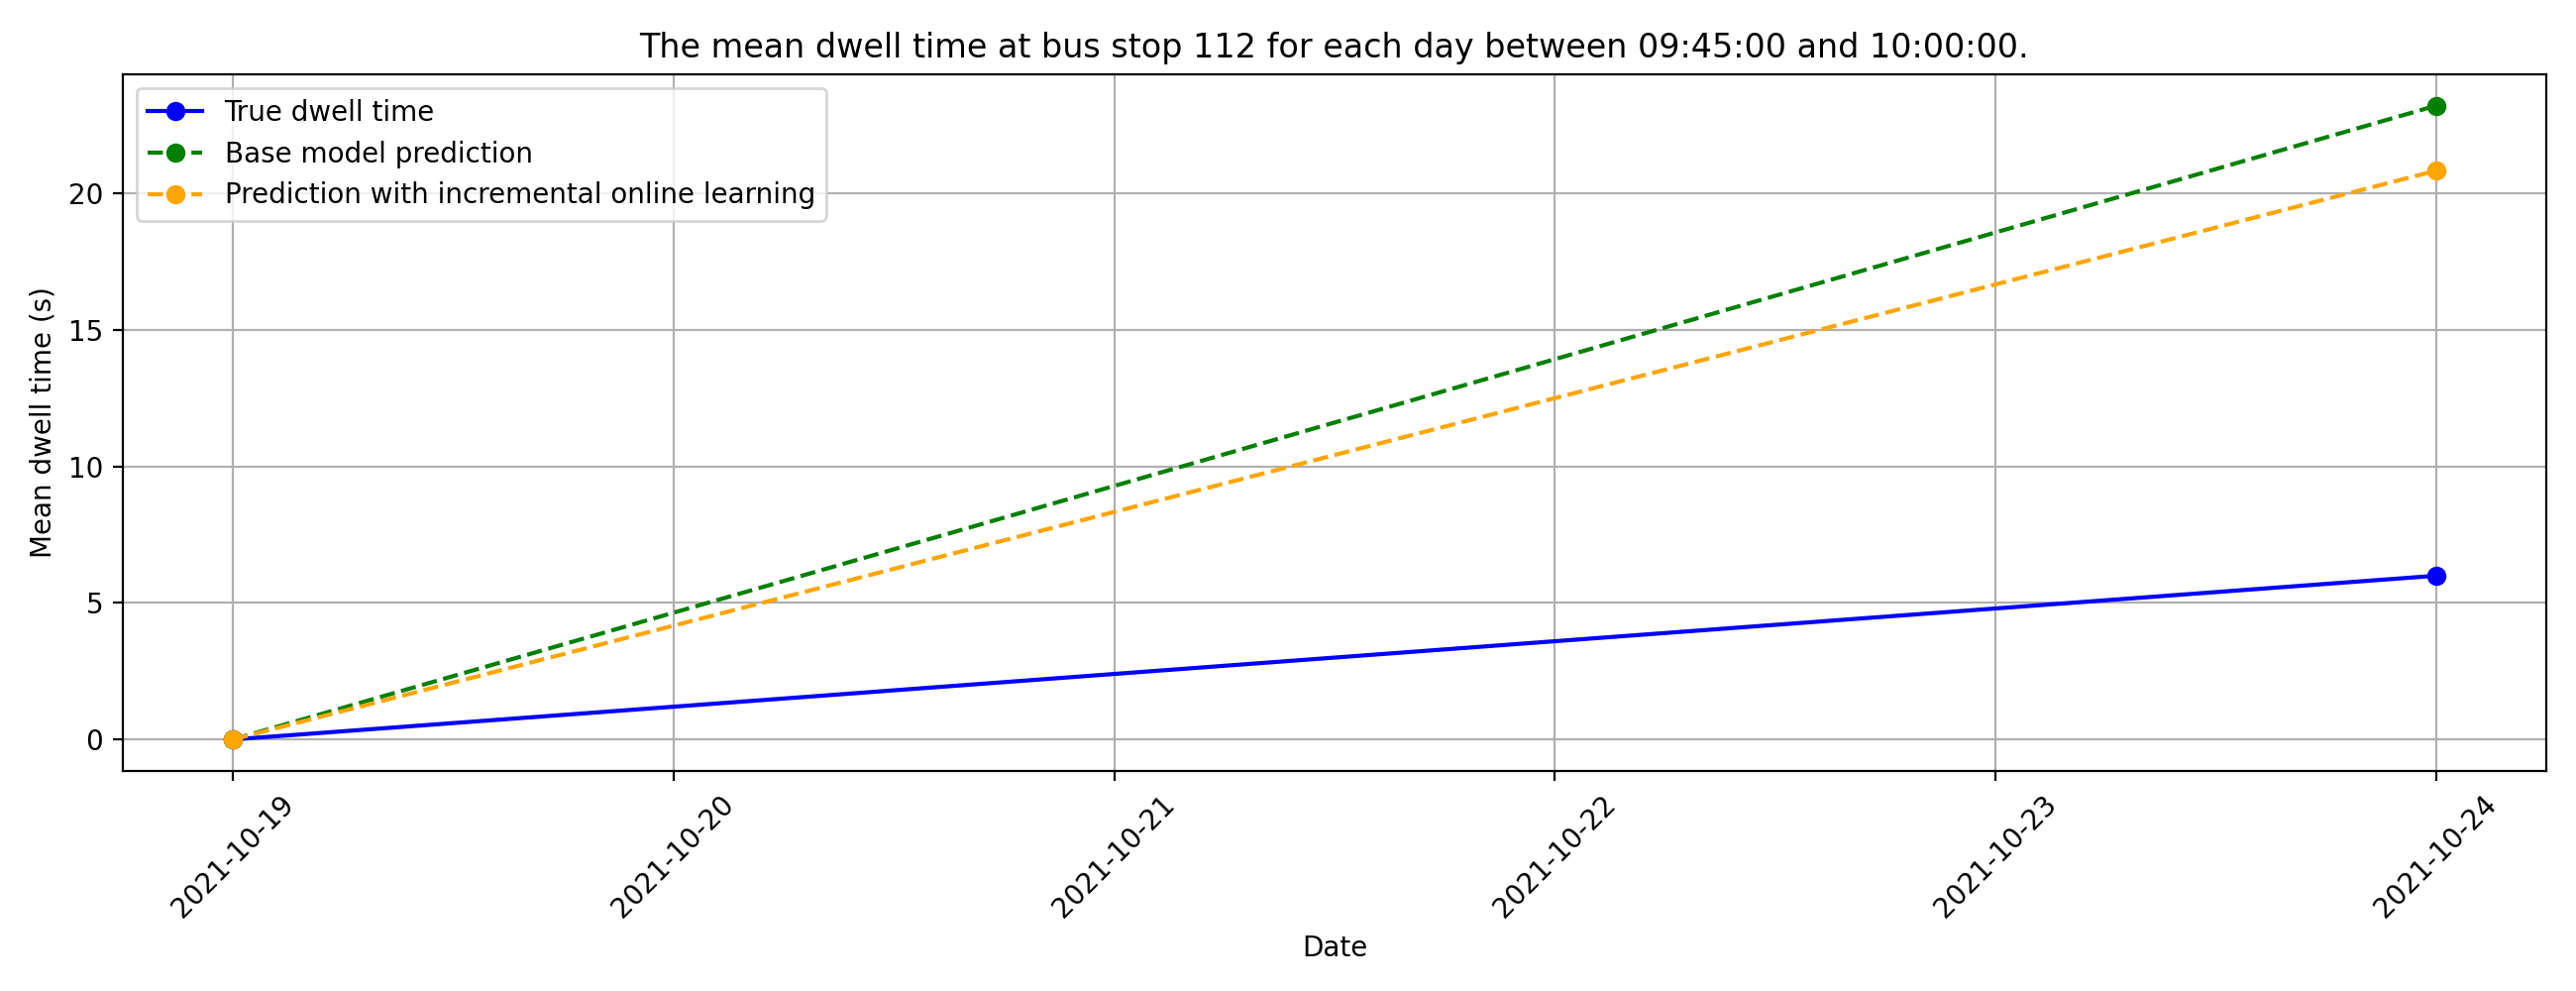 The mean dwell time at bus stop 112 for each day between 09:45:00 and 10:00:00.
True dwell time
Base model prediction
Prediction with incremental online learning
Mean dwell time (s)
20
15
10
5
0
2021-10-19
2021-10-20
2021-10-21
2021-10-22
2021-10-23
2021-10-24
Date